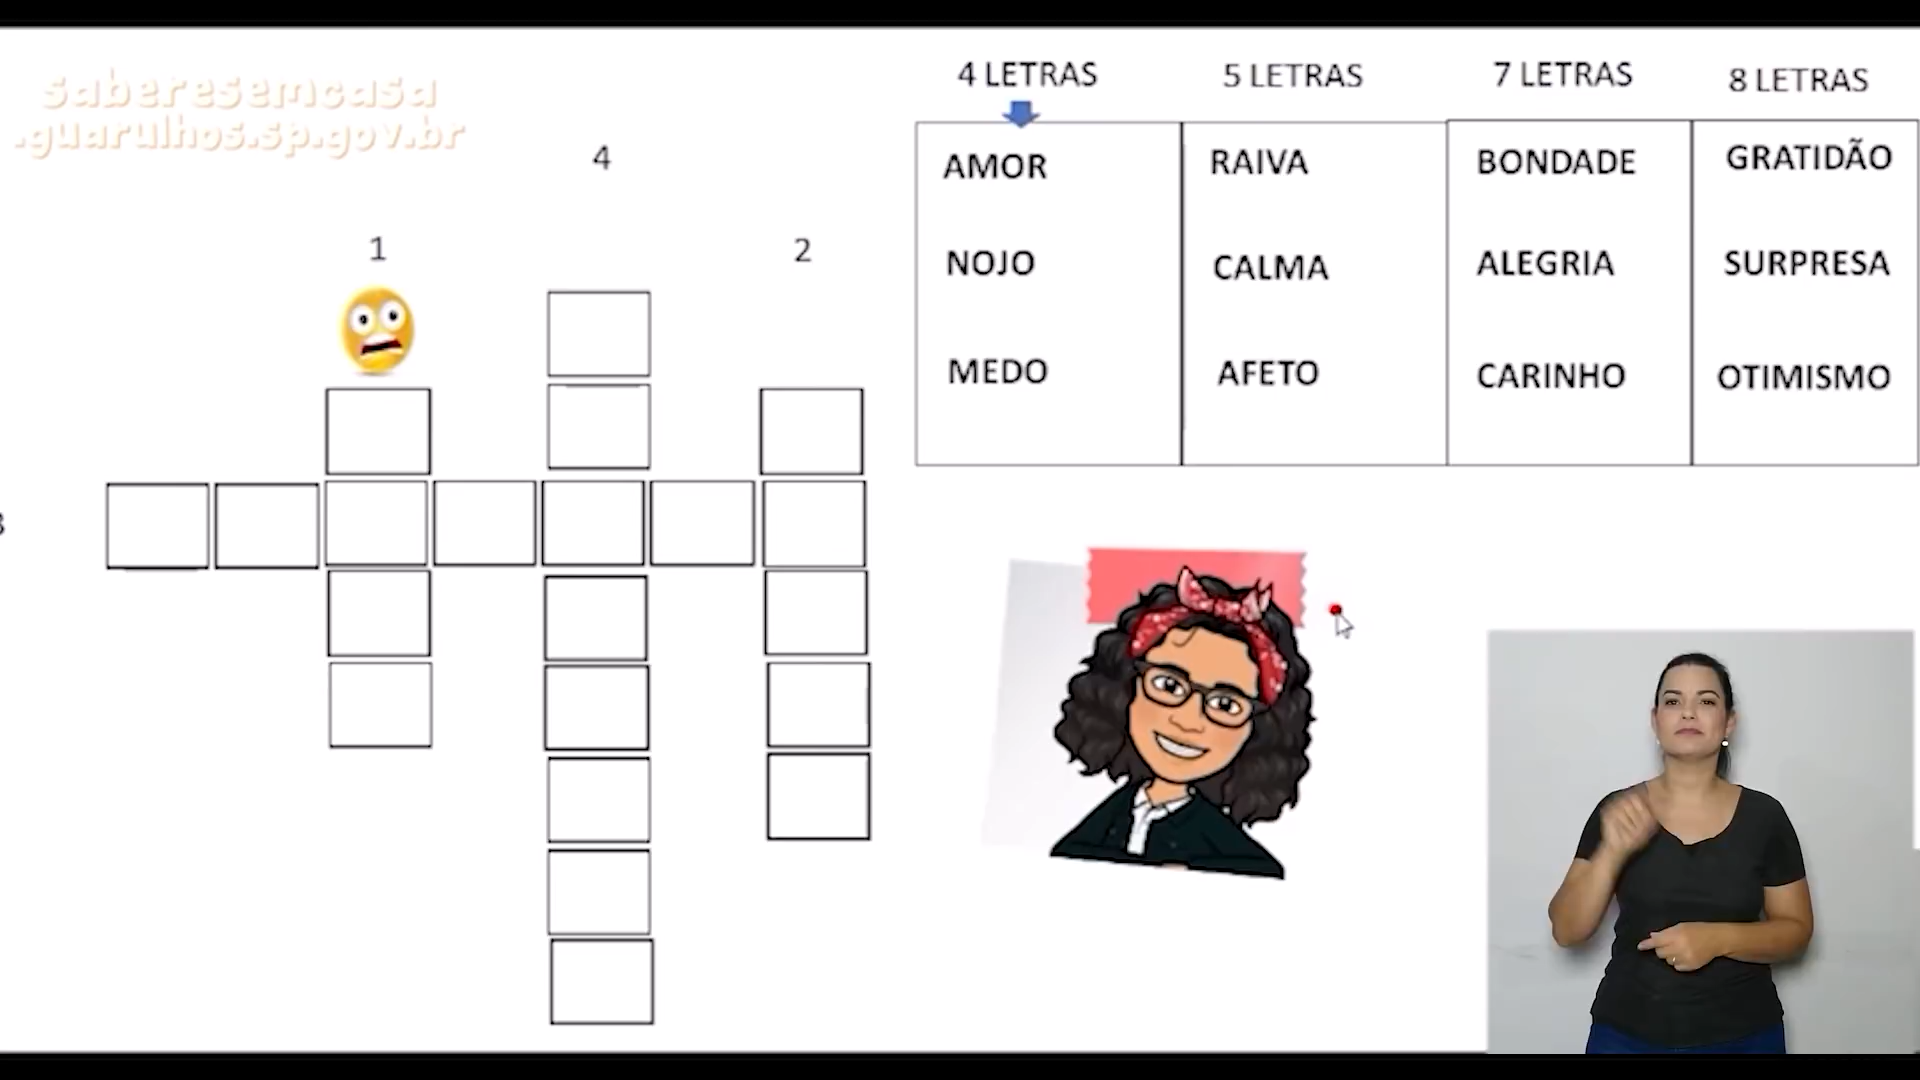 saberesemcasa
.guarulhos.sp.gov.br
4
1
2
3
4 LETRAS
5 LETRAS
7 LETRAS
8 LETRAS
AMOR
RAIVA
BONDADE
GRATIDÃO
NOJO
CALMA
ALEGRIA
SURPRESA
MEDO
AFETO
CARINHO
OTIMISMO